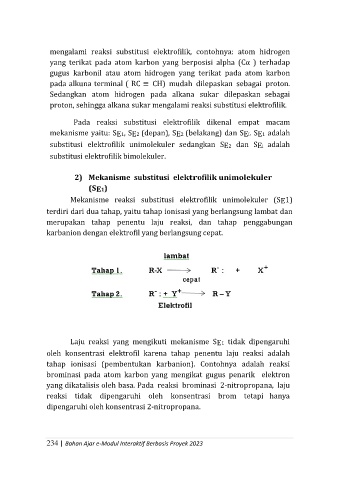 mengalami reaksi substitusi elektrofilik, contohnya: atom hidrogen
yang terikat pada atom karbon yang berposisi alpha (Cα ) terhadap
gugus karbonil atau atom hidrogen yang terikat pada atom karbon
pada alkuna terminal ( RC ≡ CH) mudah dilepaskan sebagai proton.
Sedangkan atom hidrogen pada alkana sukar dilepaskan sebagai
proton, sehingga alkana sukar mengalami reaksi substitusi elektrofilik.
Pada reaksi substitusi elektrofilik dikenal empat macam
mekanisme yaitu: SE1, SE2 (depan), SE2 (belakang) dan SEi. SE1 adalah
substitusi elektrofilik unimolekuler sedangkan SE2 dan SEi adalah
substitusi elektrofilik bimolekuler.
2) Mekanisme substitusi elektrofilik unimolekuler
(SE1)
Mekanisme reaksi substitusi elektrofilik unimolekuler (SE1)
terdiri dari dua tahap, yaitu tahap ionisasi yang berlangsung lambat dan
merupakan tahap penentu laju reaksi, dan tahap penggabungan
karbanion dengan elektrofil yang berlangsung cepat.
lambat
Tahap 1. R-X ⟶ R⁻ : + X⁺
cepat
Tahap 2. R⁻ : + Y⁺ ⟶ R – Y
Elektrofil
Laju reaksi yang mengikuti mekanisme SE1 tidak dipengaruhi
oleh konsentrasi elektrofil karena tahap penentu laju reaksi adalah
tahap ionisasi (pembentukan karbanion). Contohnya adalah reaksi
brominasi pada atom karbon yang mengikat gugus penarik elektron
yang dikatalisis oleh basa. Pada reaksi brominasi 2-nitropropana, laju
reaksi tidak dipengaruhi oleh konsentrasi brom tetapi hanya
dipengaruhi oleh konsentrasi 2-nitropropana.
234 | Bahan Ajar e-Modul Interaktif Berbasis Proyek 2023